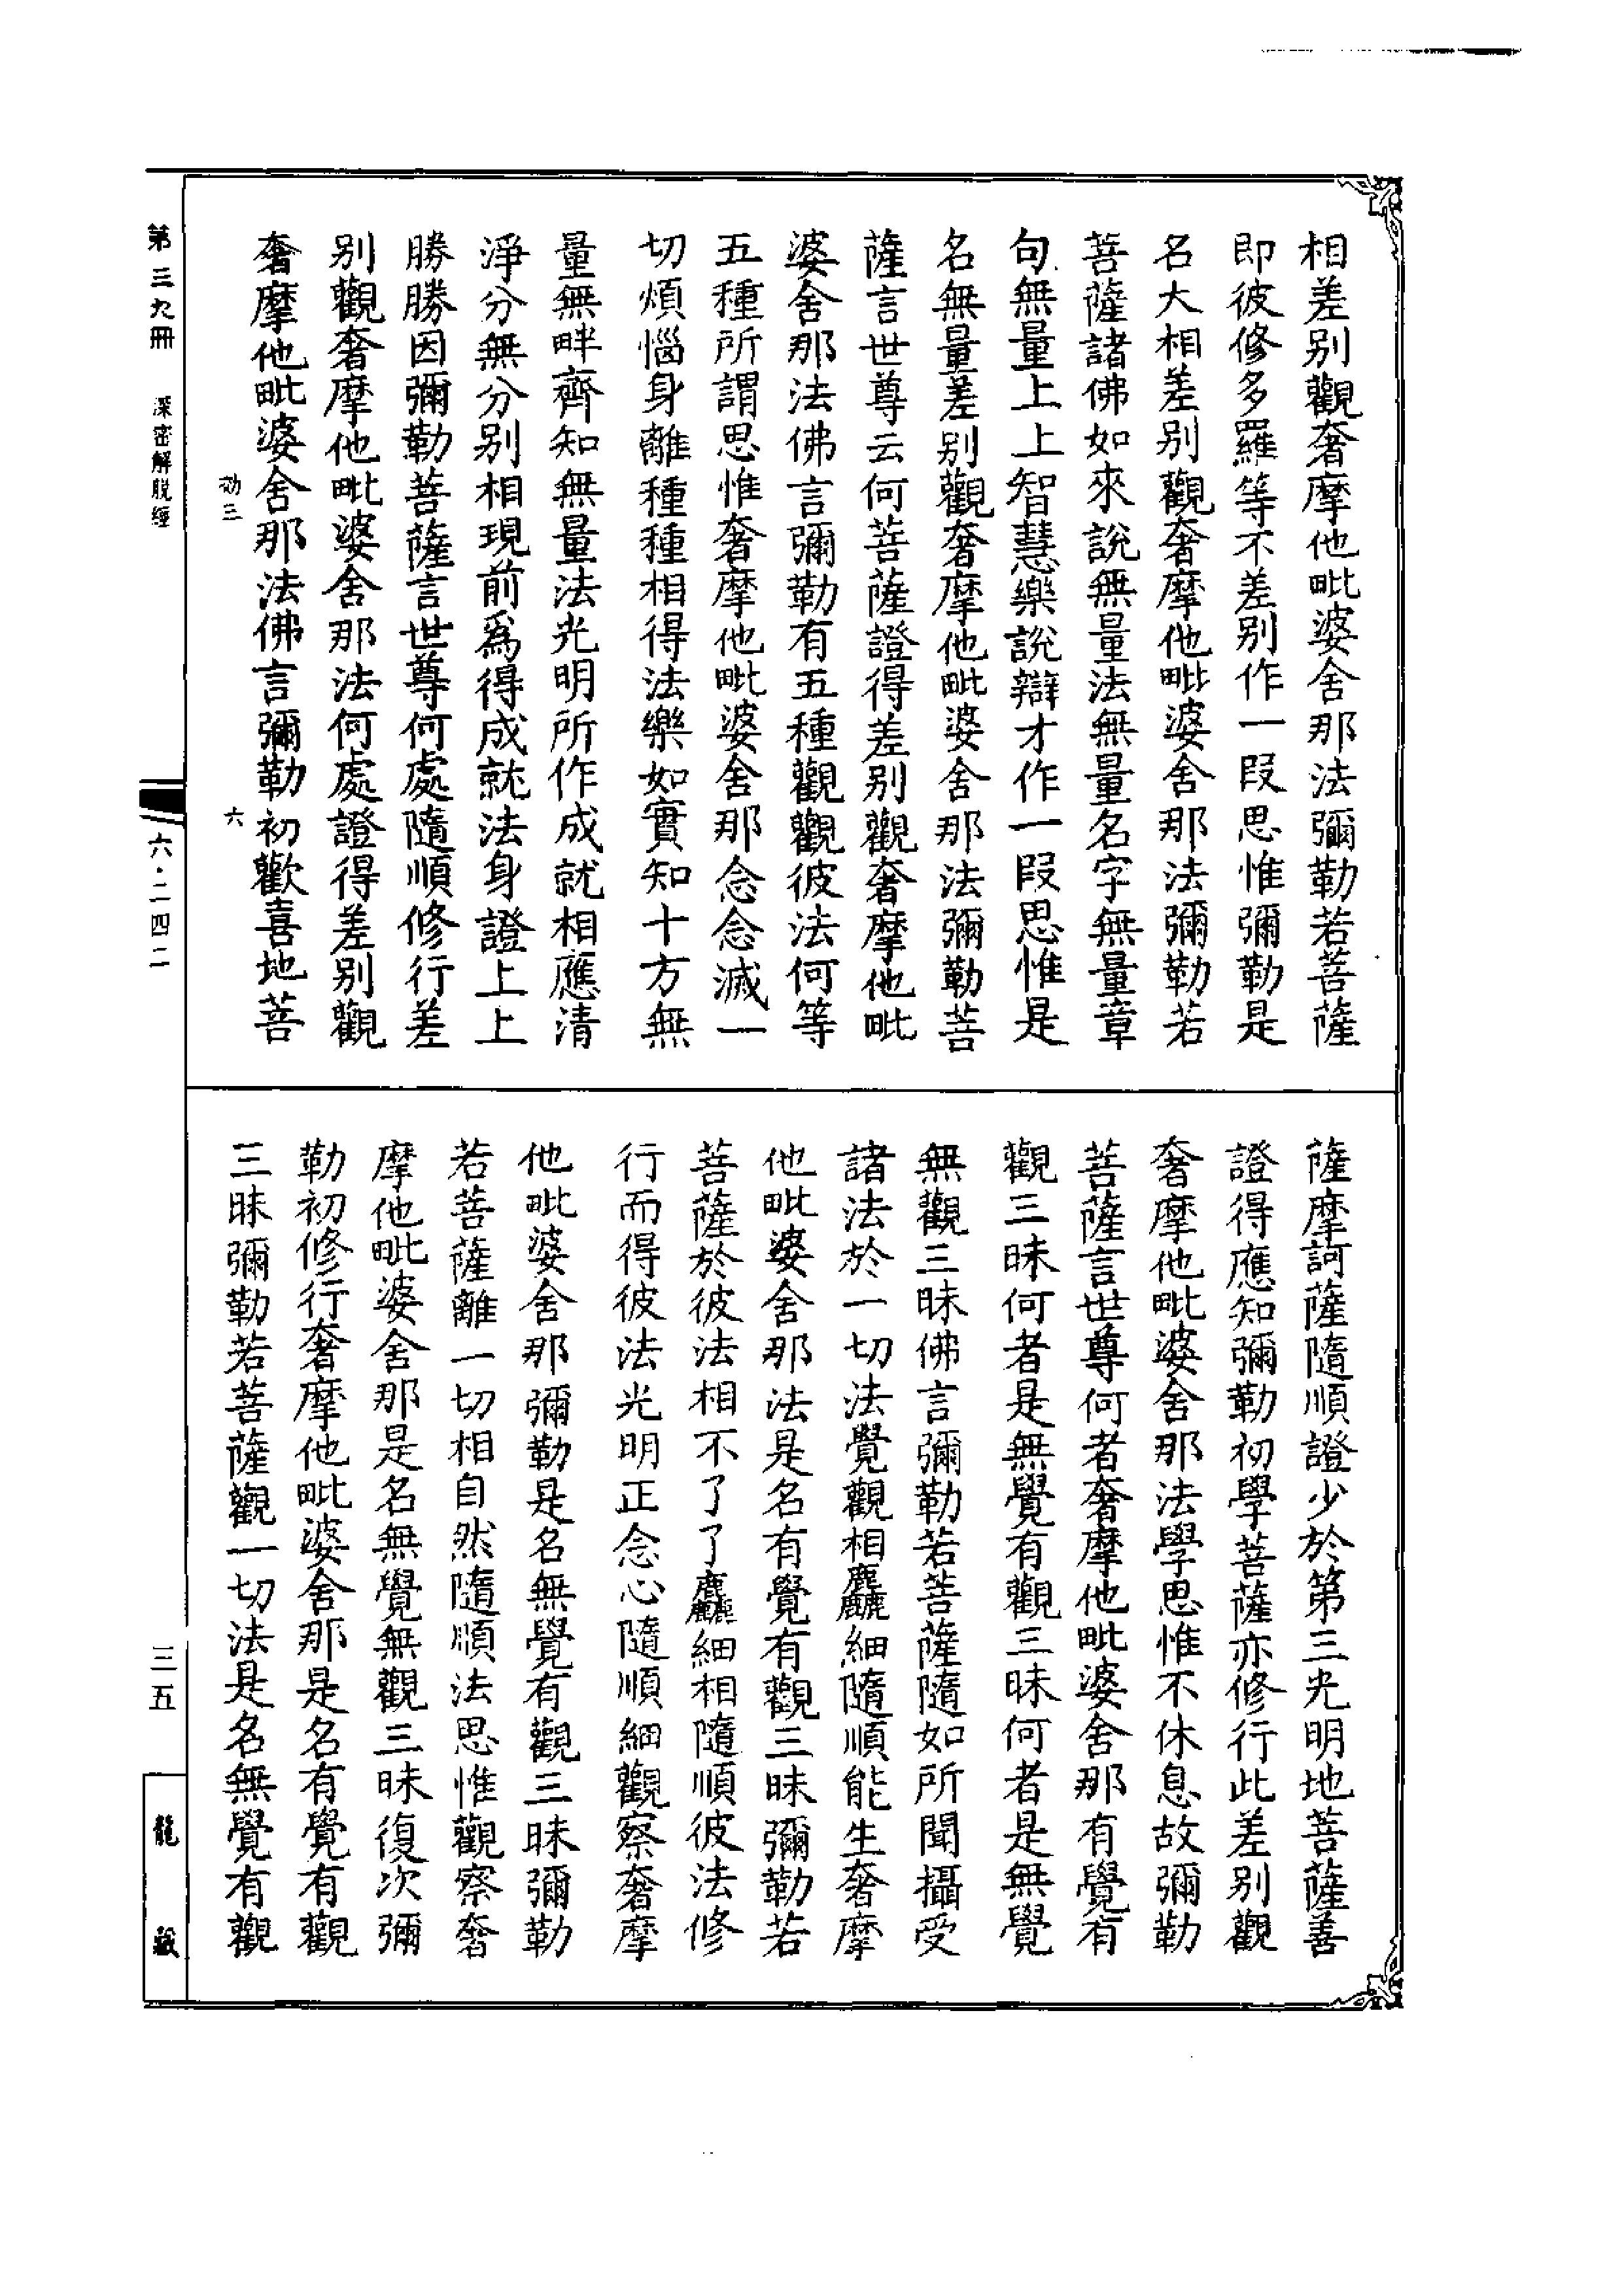 相差别觀奢摩他毗婆舍那法彌勒若菩薩
即彼修多羅等不差别作一段思惟彌勒是
名大相差别觀奢摩他毗婆舍那法彌勒若
菩薩諸佛如來說無量法無量名字無量章
句無量上上智慧樂說辯才作一段思惟是
名無量差别觀奢摩他毗婆舍那法彌勒菩
薩言世尊云何菩薩證得差别觀奢摩他毗
婆舍那法佛言彌勒有五種觀觀彼法何等
五種所謂思惟奢摩他毗婆舍那念念滅一
切煩惱身離種種相得法樂如實知十方無
量無畔齊知無量法光明所作成就相應清
淨分無分别相現前爲得成就法身證上上
勝勝因彌勒菩薩言世尊何處隨順修行差
别觀奢摩他毗婆舍那法何處證得差别觀
奢摩他毗婆舍那法佛言彌勒初歡喜地菩
薩摩訶薩隨順證少於第三光明地菩薩善
證得應知彌勒初學菩薩亦修行此差别觀
奢摩他毗婆舍那法學思惟不休息故彌勒
菩薩言世尊何者奢摩他毗婆舍那有覺有
觀三昧何者是無覺有觀三昧何者是無覺
無觀三昧佛言彌勒若菩薩隨如所聞攝受
諸法於一切法覺觀相麤細隨順能生奢摩
他毗婆舍那法是名有覺有觀三昧彌勒若
菩薩於彼法相不了了麤細相隨順彼法修
行而得彼法光明正念心隨順細觀察奢摩
他毗婆舍那彌勒是名無覺有觀三昧彌勒
若菩薩離一切相自然隨順法思惟觀察奢
摩他毗婆舍那是名無覺無觀三昧復次彌
勒初修行奢摩他毗婆舍那是名有覺有觀
三昧彌勒若菩薩觀一切法是名無覺有觀
三
六
第三九冊 深密解脱經
六·二四二
三五
龍藏